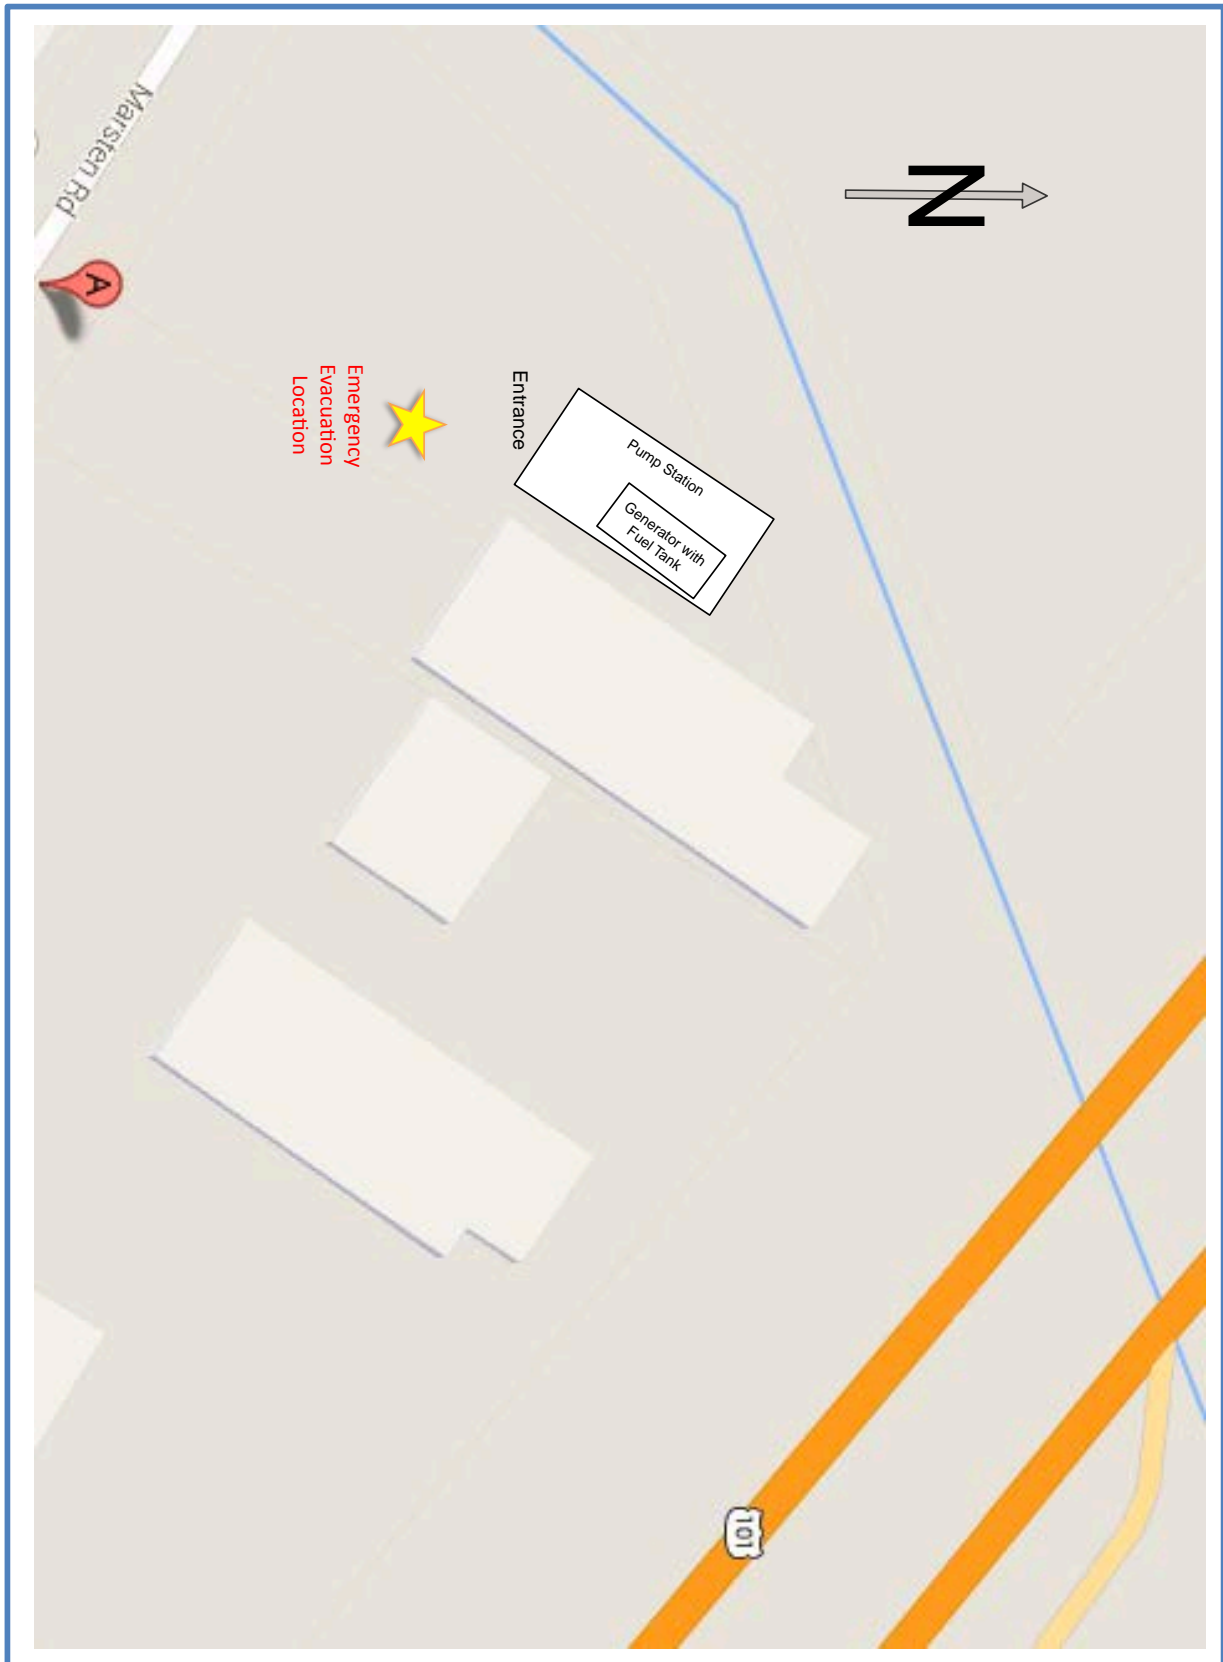 Marsten Rd
N
A
Entrance
Pump Station
Generator with
Fuel Tank
Emergency
Evacuation
Location
101